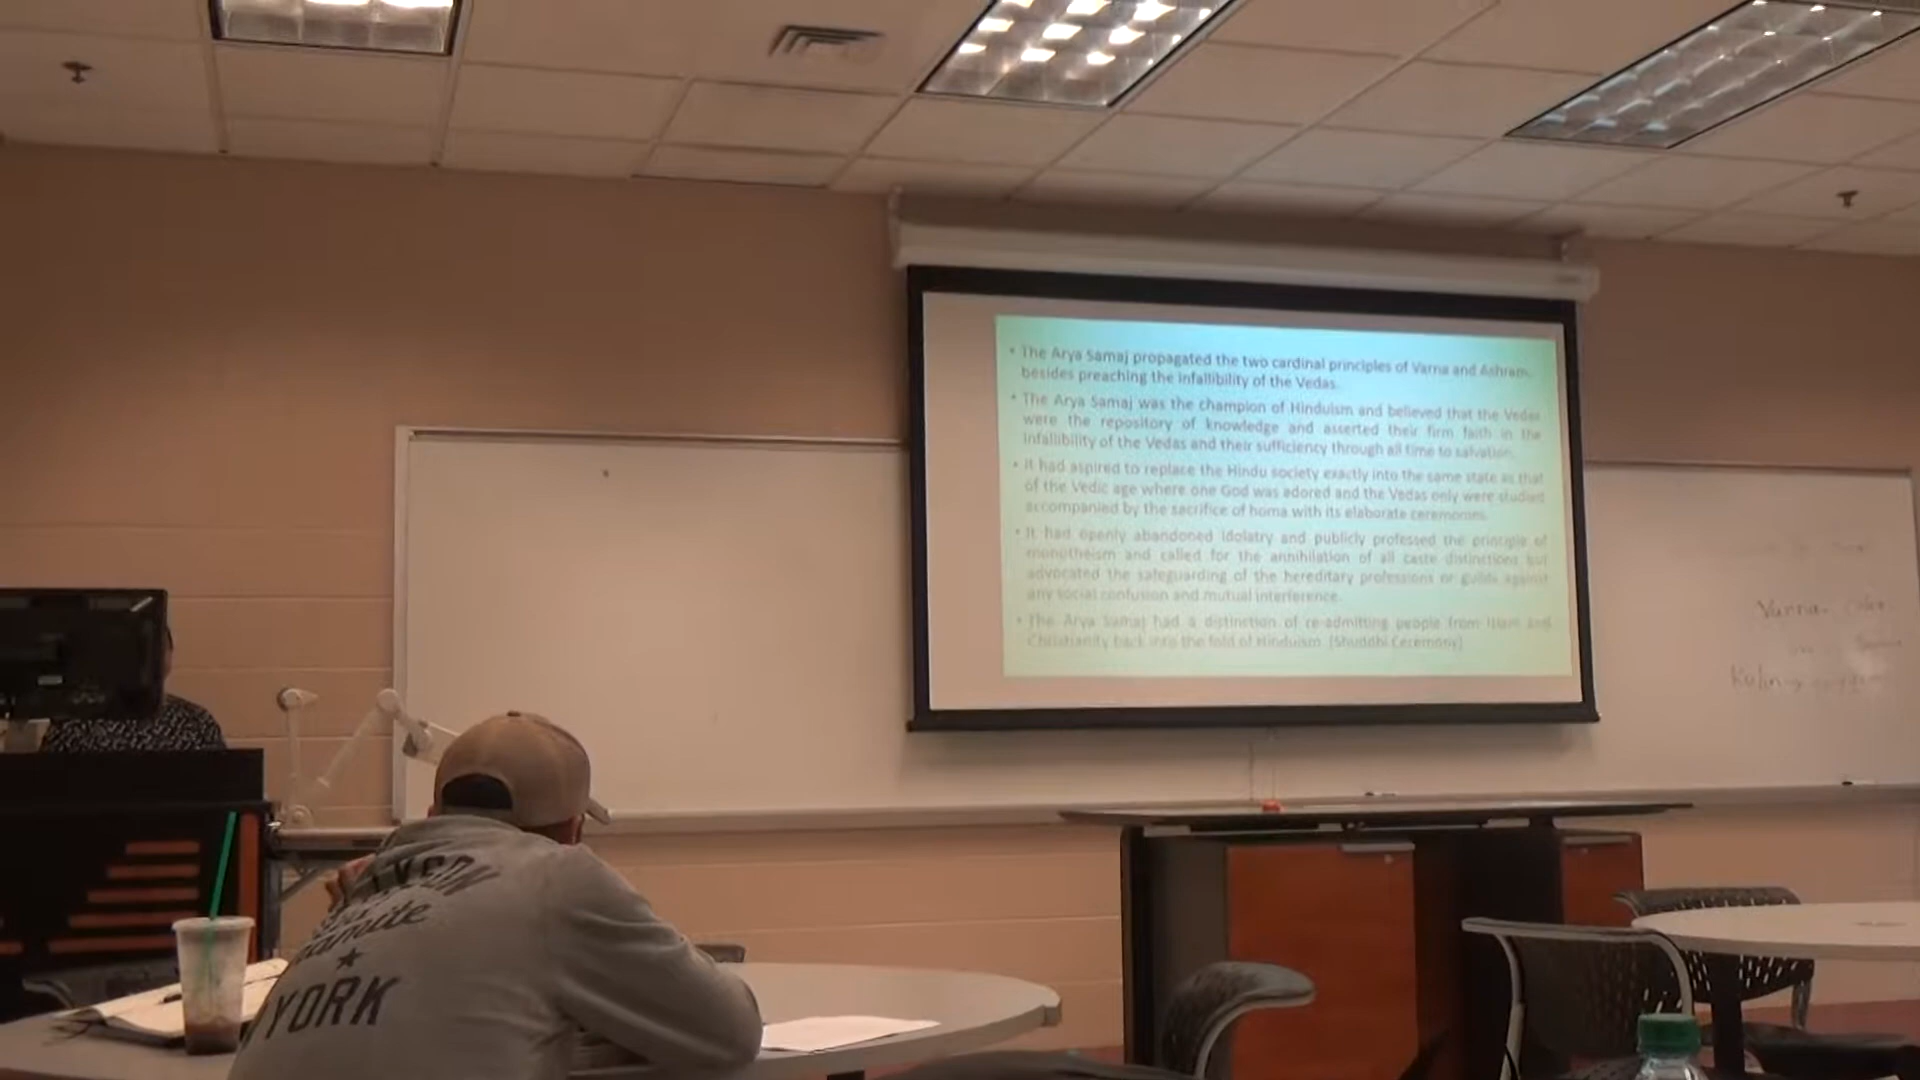 • The Arya Samaj propagated the two cardinal principles of Varna and Ashram,
besides preaching the infallibility of the Vedas.
• The Arya Samaj was the champion of Hinduism and believed that the Vedas
were the repository of knowledge and asserted their firm faith in the
infallibility of the Vedas and their sufficiency through all time to salvation.
• It had aspired to replace the Hindu society exactly into the same state as that
of the Vedic age where one God was adored and the Vedas only were studied
accompanied by the sacrifice of homa with its elaborate ceremonies.
• It had openly abandoned idolatry and publicly professed the principle of
monotheism and called for the annihilation of all caste distinctions but
advocated the safeguarding of the hereditary professions or guilds against
any social confusion and mutual interference.
• The Arya Samaj had a distinction of re-admitting people from Islam and
Christianity back into the fold of Hinduism. (Shuddhi Ceremony)
Varna
YORK